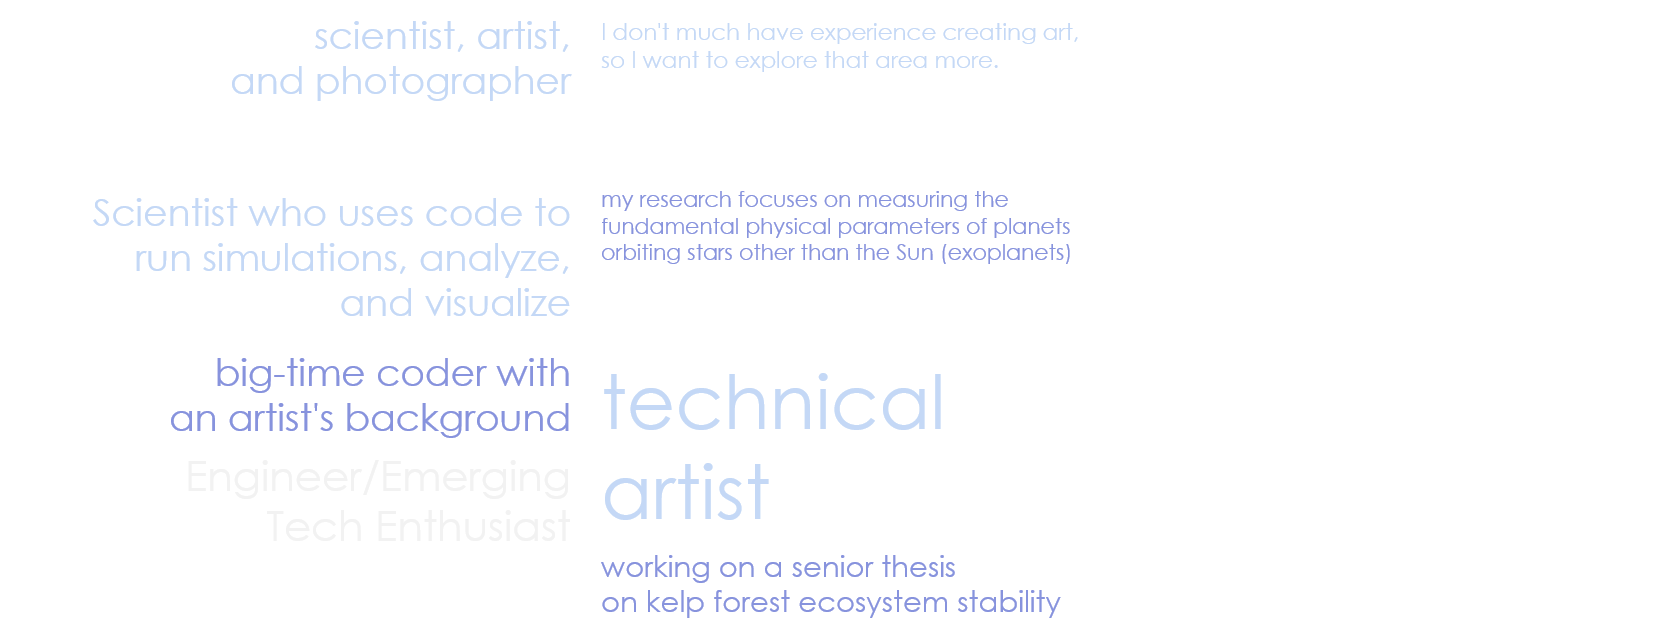 scientist, artist,
and photographer
I don't much have experience creating art,
so I want to explore that area more.
Scientist who uses code to
run simulations, analyze,
and visualize
my research focuses on measuring the
fundamental physical parameters of planets
orbiting stars other than the Sun (exoplanets)
big-time coder with
an artist's background
Engineer/Emerging
Tech Enthusiast
technical
artist
working on a senior thesis
on kelp forest ecosystem stability